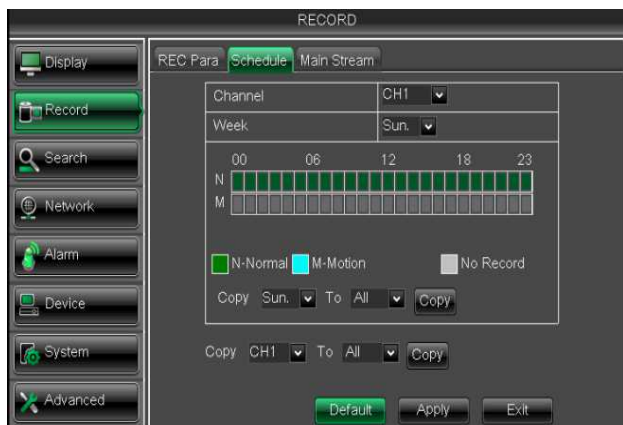 RECORD
Display
Record
Search
Network
Alarm
Device
System
Advanced
REC Para Schedule Main Stream
Channel CH1
Week Sun.
00 06 12 18 23
N
M
N-Normal M-Motion No Record
Copy Sun. To All Copy
Copy CH1 To All Copy
Default Apply Exit